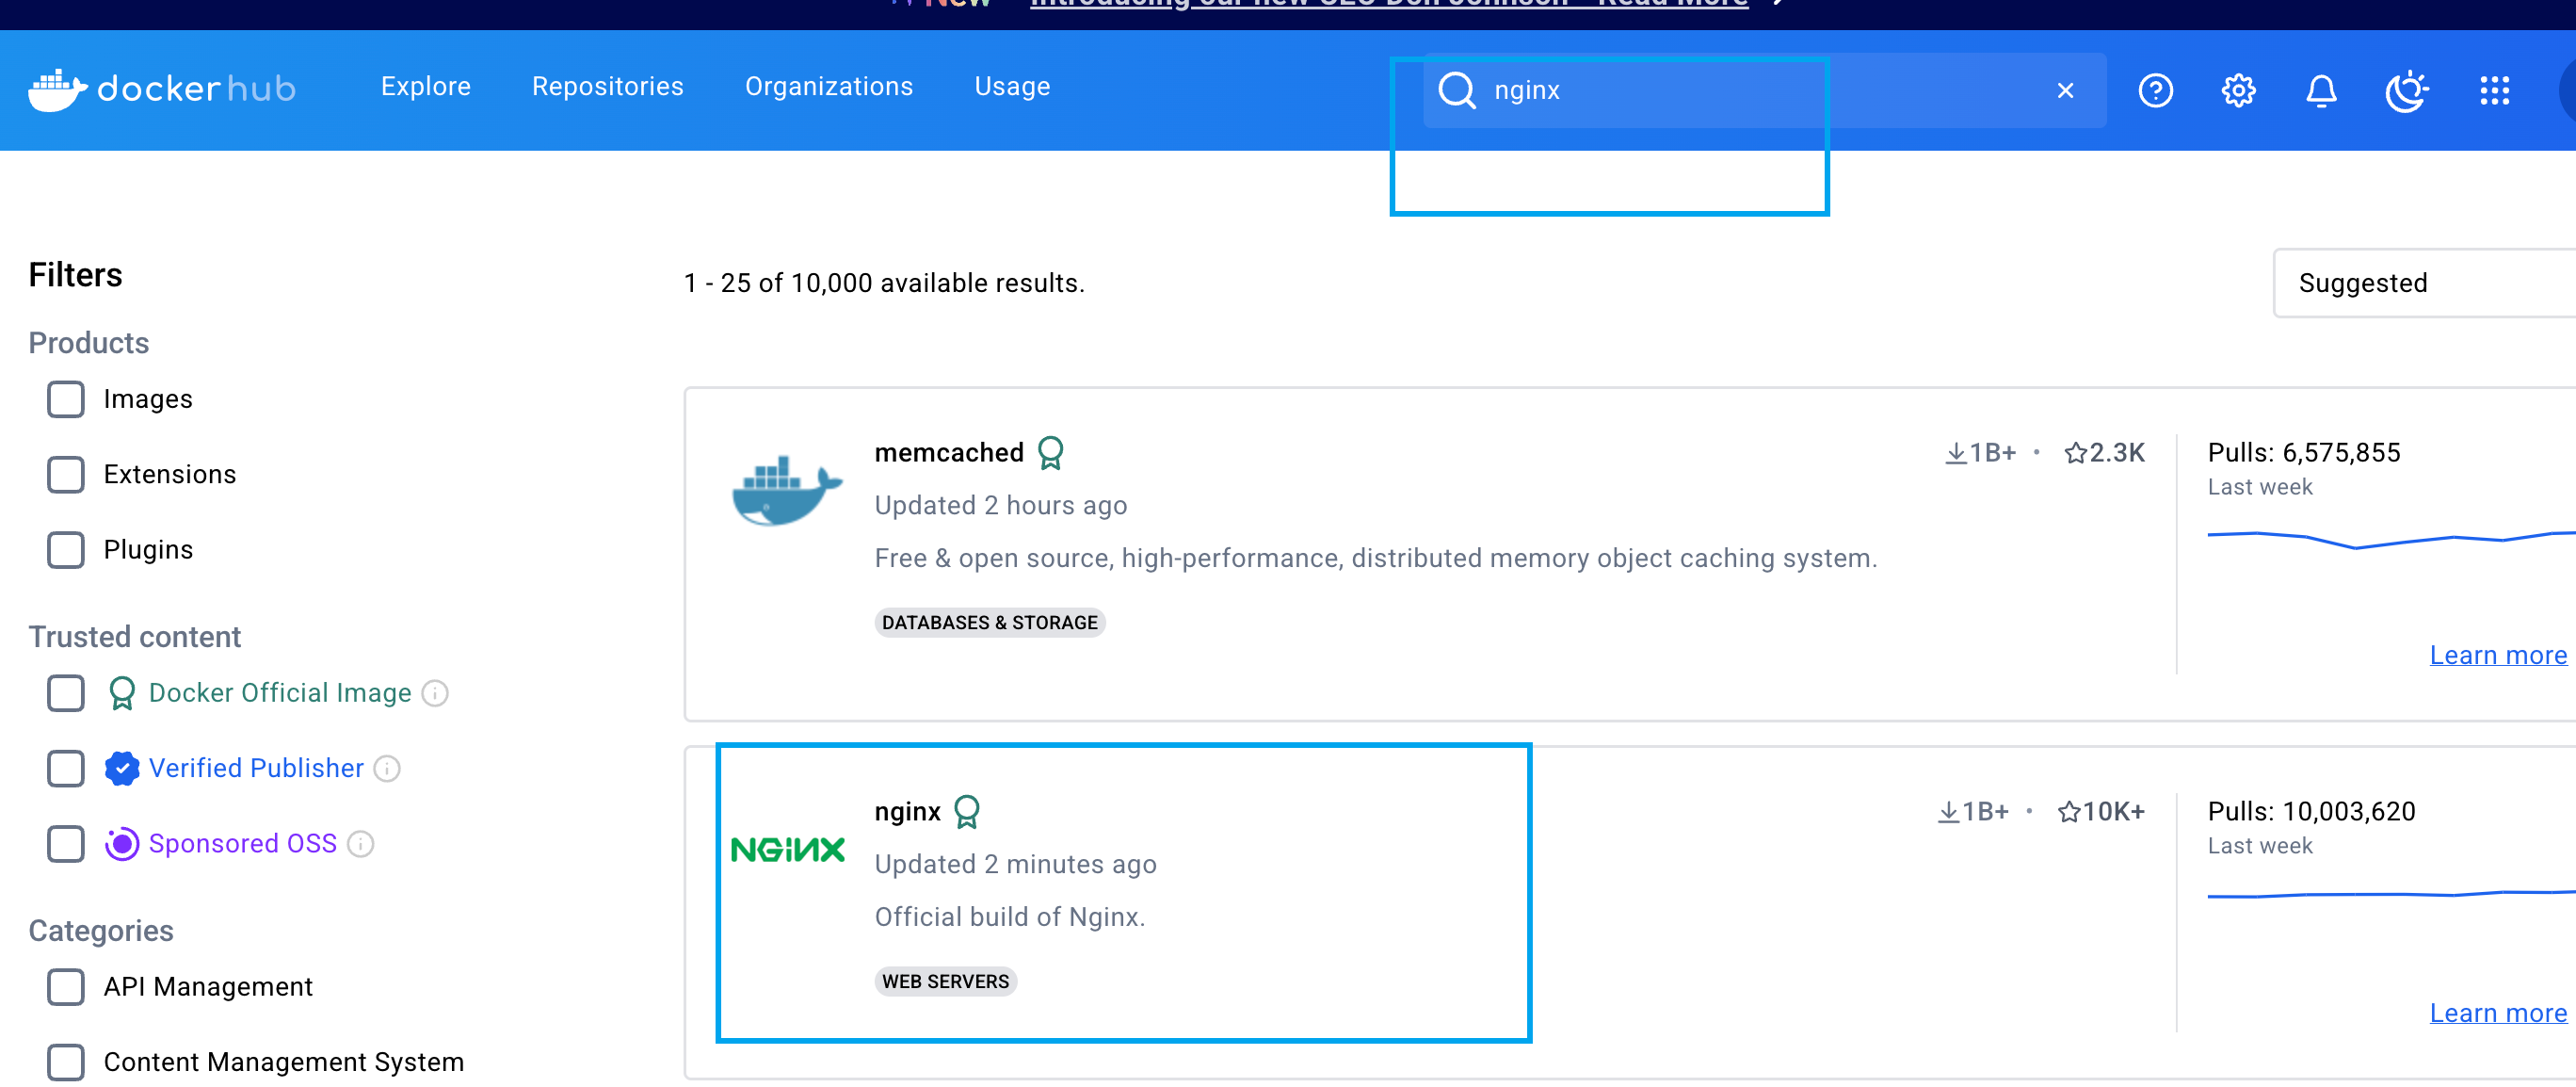 New Introducing our new CEO Don Johnson - Read More
dockerhub Explore Repositories Organizations Usage nginx
Filters
1 - 25 of 10,000 available results.
Suggested
Products
Images
Extensions
Plugins
memcached 1B+ • 2.3K Pulls: 6,575,855
Updated 2 hours ago Last week
Free & open source, high-performance, distributed memory object caching system.
DATABASES & STORAGE
Learn more
Trusted content
Docker Official Image
Verified Publisher
Sponsored OSS
NGINX
nginx 1B+ • 10K+ Pulls: 10,003,620
Updated 2 minutes ago Last week
Official build of Nginx.
WEB SERVERS
Learn more
Categories
API Management
Content Management System